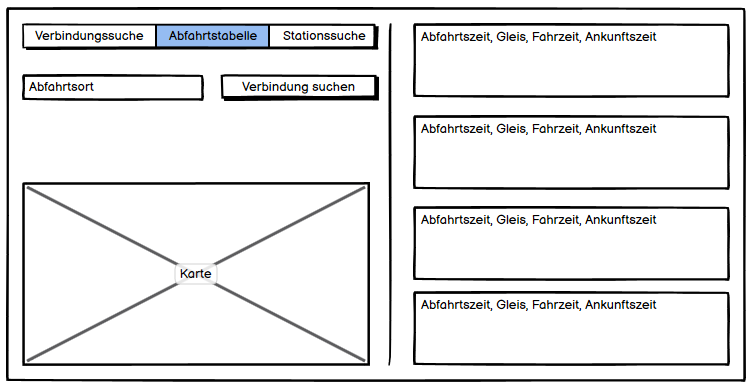 Verbindungssuche Abfahrtstabelle Stationssuche
Abfahrtsort Verbindung suchen
Karte
Abfahrtszeit, Gleis, Fahrzeit, Ankunftszeit
Abfahrtszeit, Gleis, Fahrzeit, Ankunftszeit
Abfahrtszeit, Gleis, Fahrzeit, Ankunftszeit
Abfahrtszeit, Gleis, Fahrzeit, Ankunftszeit